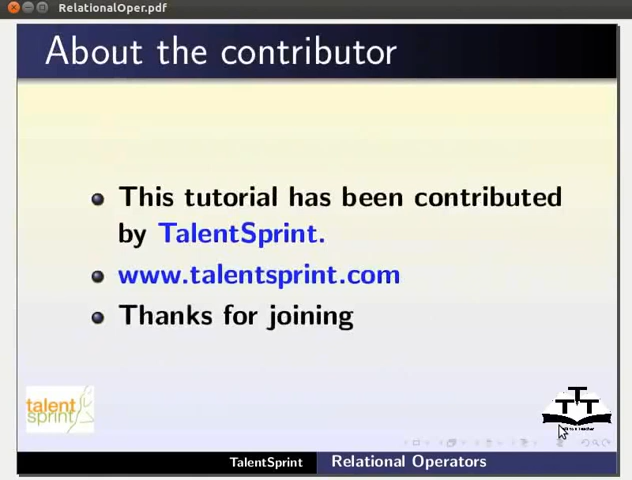 RelationalOper.pdf
About the contributor
This tutorial has been contributed
by TalentSprint.
www.talentsprint.com
Thanks for joining
talent
sprint
TTT
TalentSprint Relational Operators